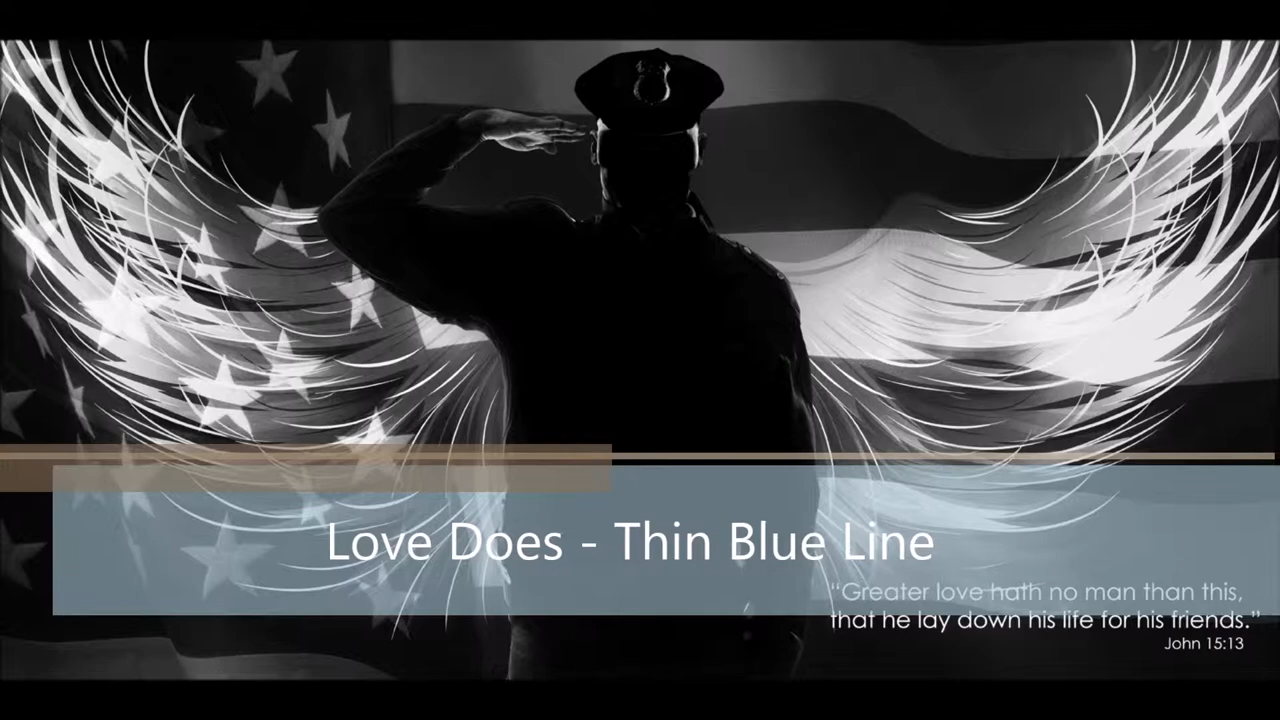 Love Does - Thin Blue Line
“Greater love hath no man than this,
that he lay down his life for his friends.”
John 15:13